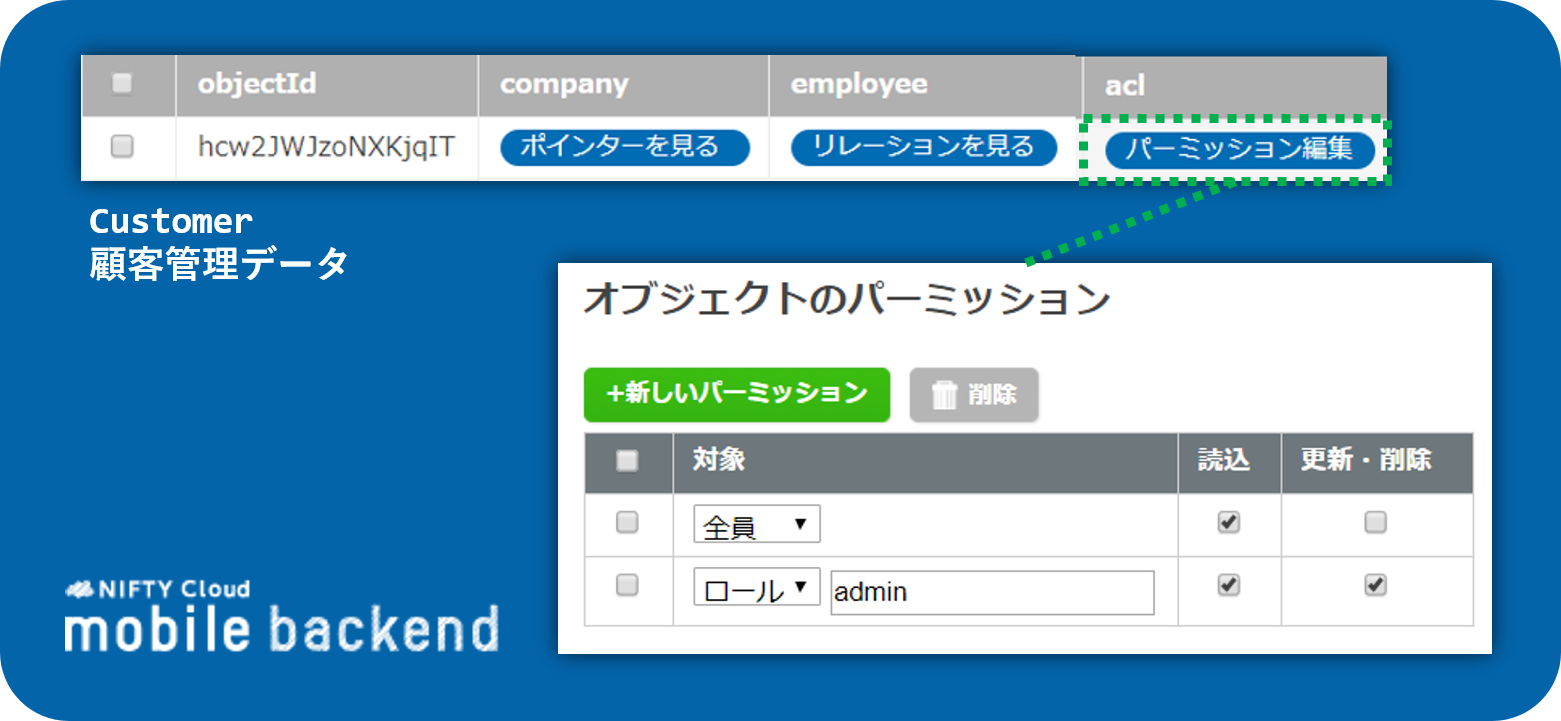 objectId company employee acl
hcw2JWJzoNXKjqIT ポインターを見る リレーションを見る パーミッション編集
Customer
顧客管理データ
オブジェクトのパーミッション
+新しいパーミッション 削除
対象 読込 更新・削除
全員
ロール admin
NIFTY Cloud
mobile backend